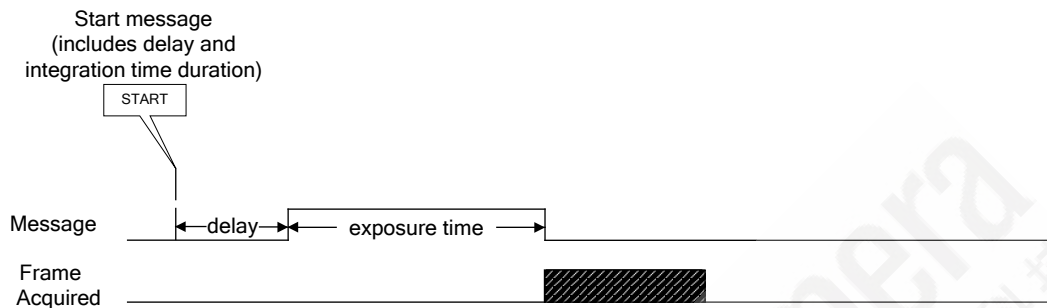 Start message
(includes delay and
integration time duration)
START
Message
delay
exposure time
Frame
Acquired